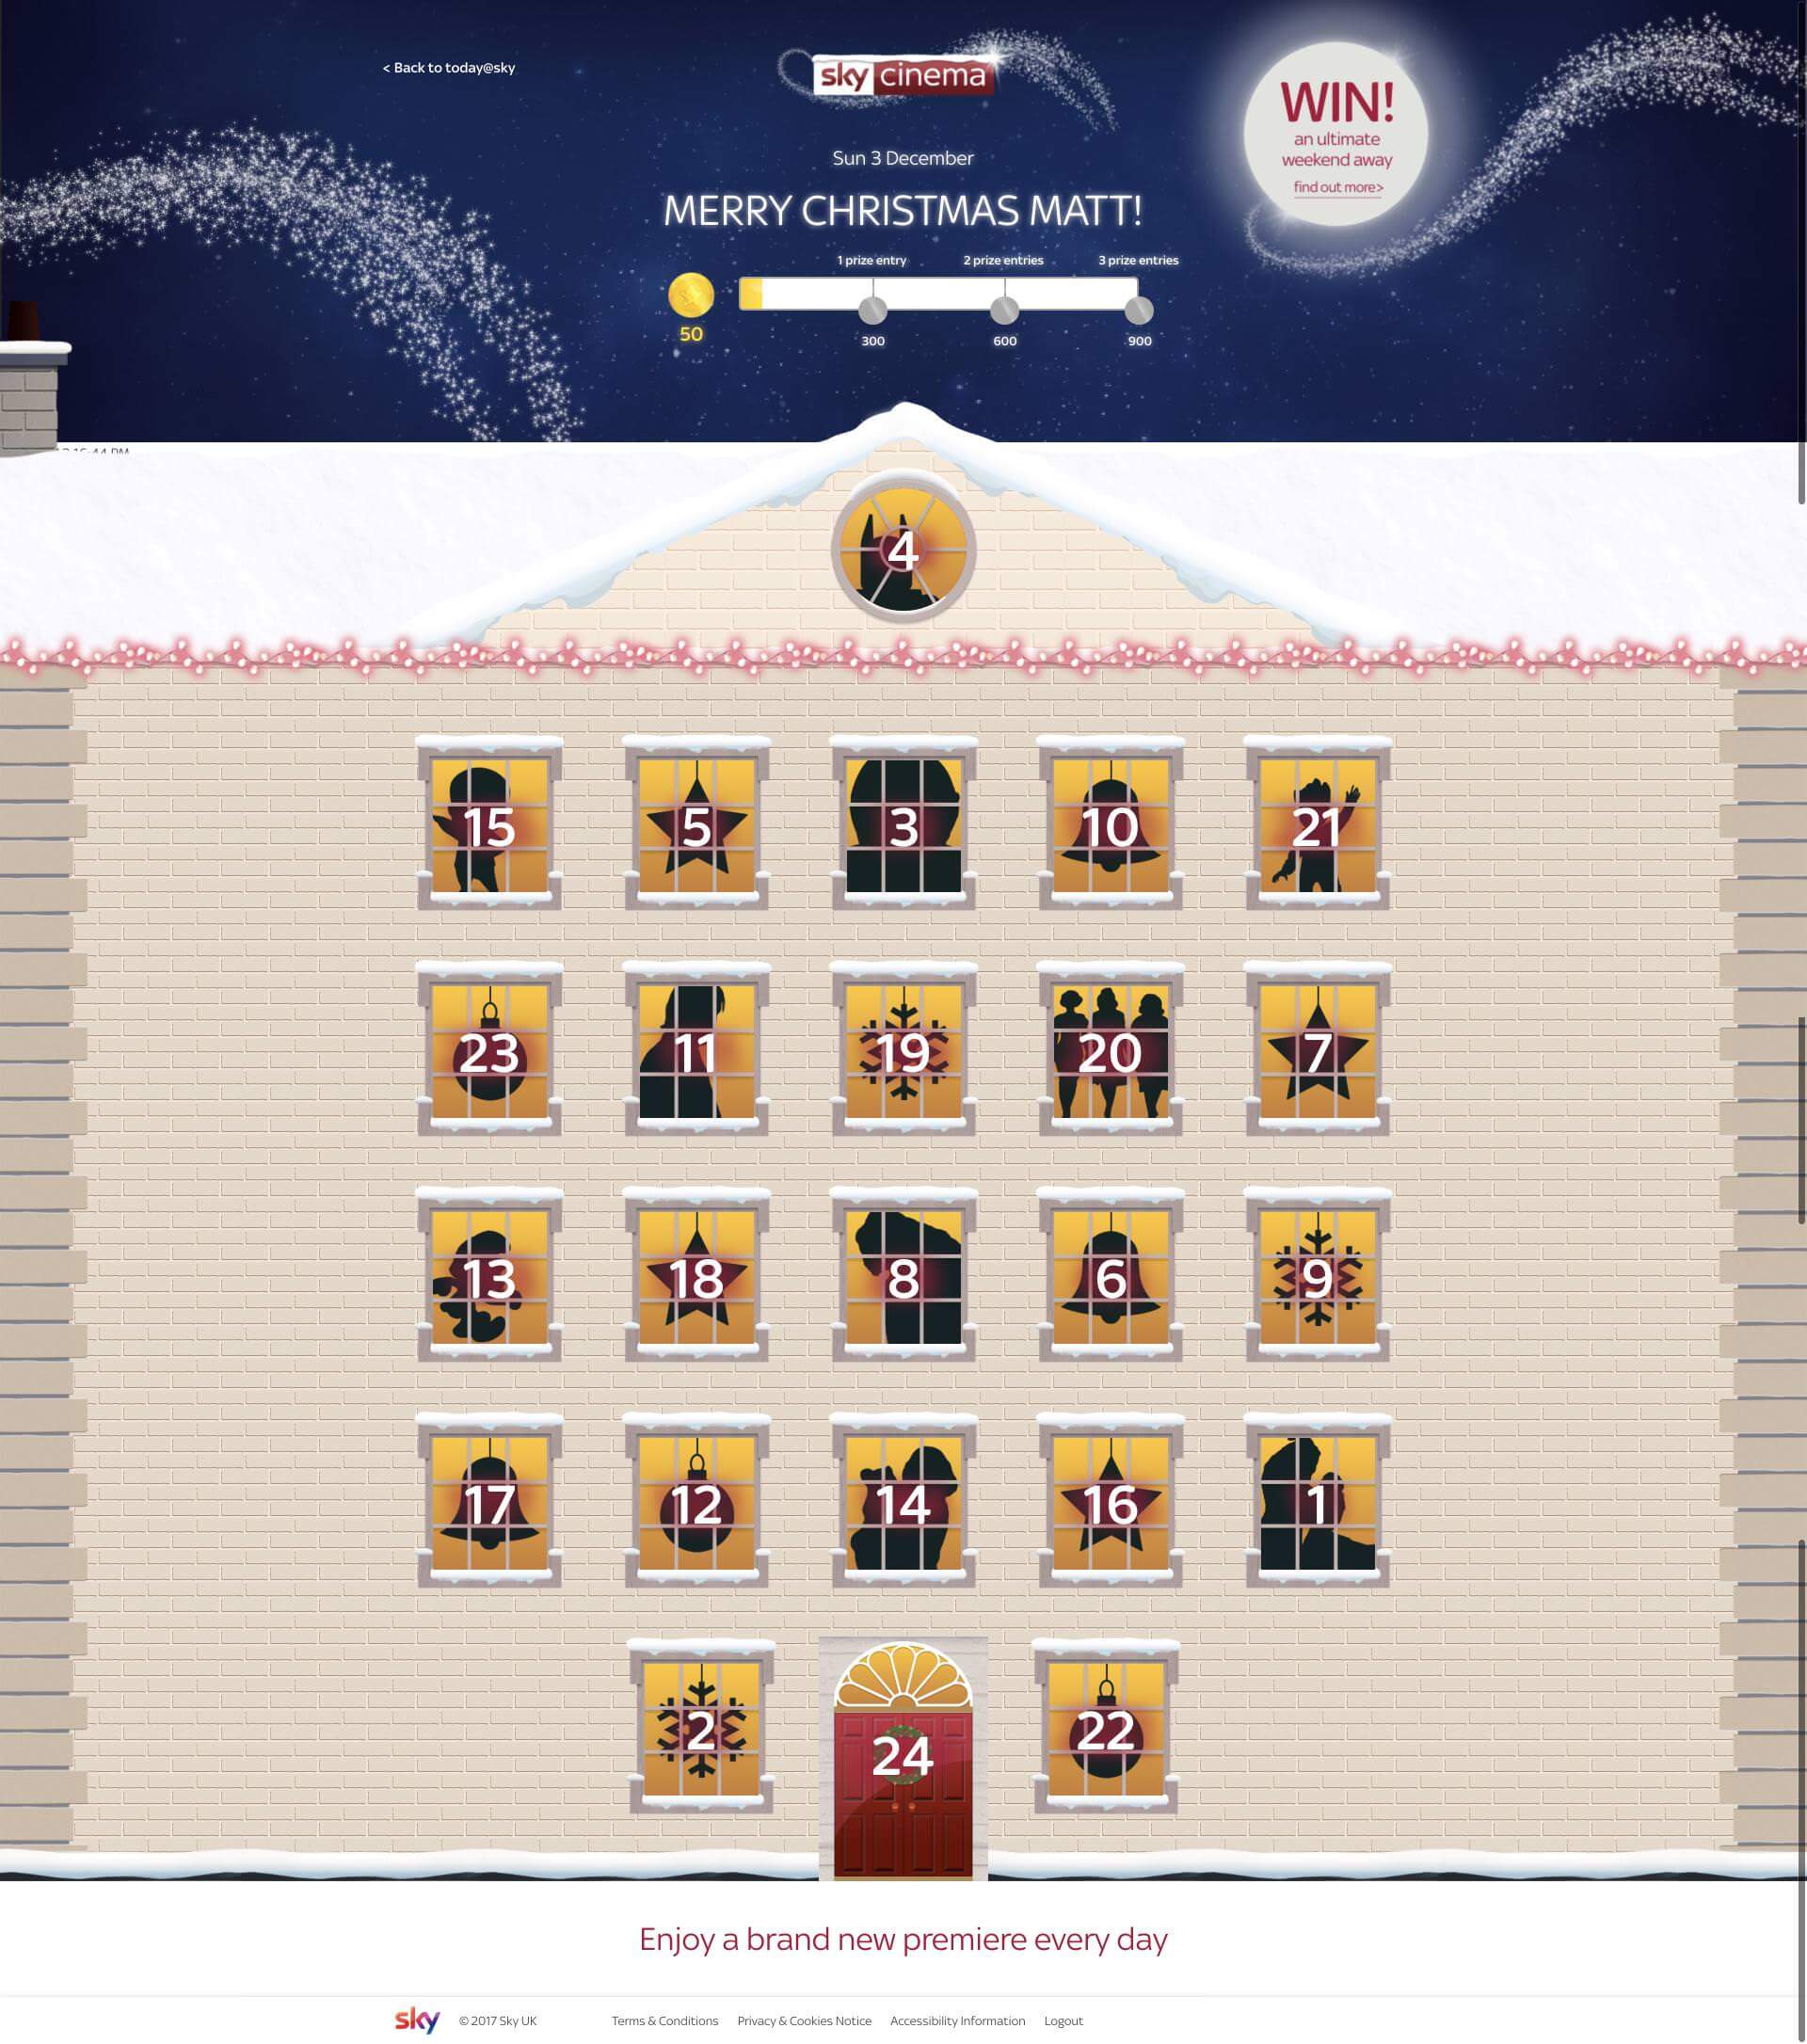 < Back to today@sky
sky cinema
WIN!
an ultimate
weekend away
find out more>
Sun 3 December
MERRY CHRISTMAS MATT!
1 prize entry 2 prize entries 3 prize entries
50
300 600 900
4
15 5 3 10 21
23 11 19 20 7
13 18 8 6 9
17 12 14 16 1
2 24 22
Enjoy a brand new premiere every day
sky © 2017 Sky UK Terms & Conditions Privacy & Cookies Notice Accessibility Information Logout